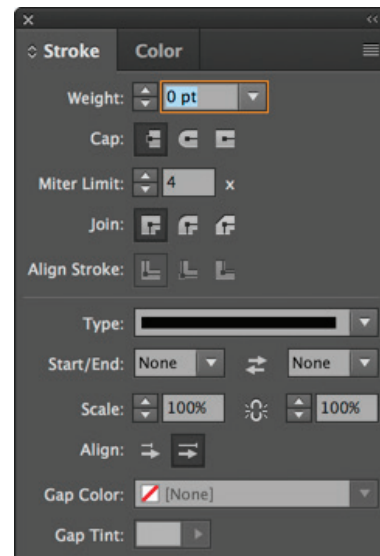 Stroke Color
Weight: 0 pt
Cap:
Miter Limit: 4 x
Join:
Align Stroke:
Type:
Start/End: None None
Scale: 100% 100%
Align:
Gap Color: [None]
Gap Tint: